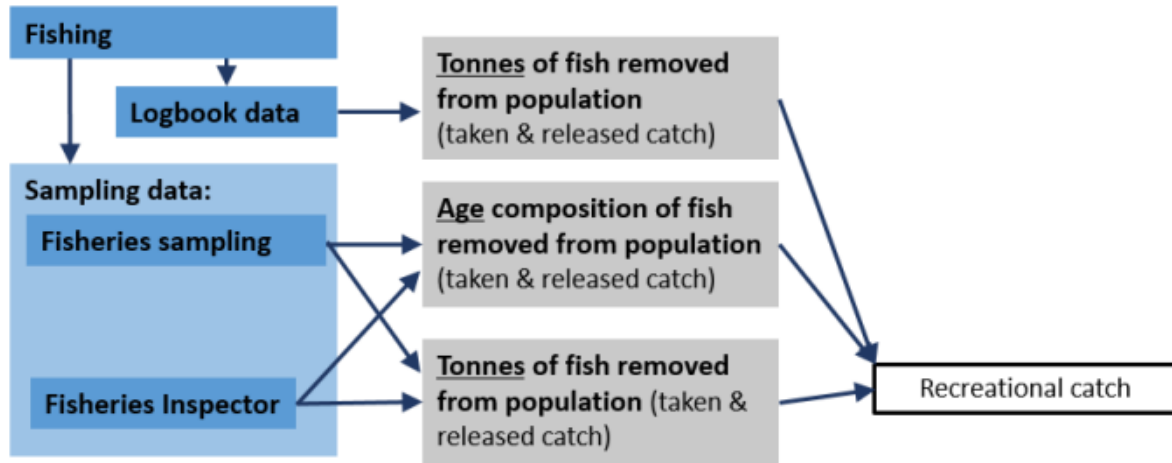 Fishing
Logbook data
Sampling data:
Fisheries sampling
Fisheries Inspector
Tonnes of fish removed
from population
(taken & released catch)
Age composition of fish
removed from population
(taken & released catch)
Tonnes of fish removed
from population (taken &
released catch)
Recreational catch